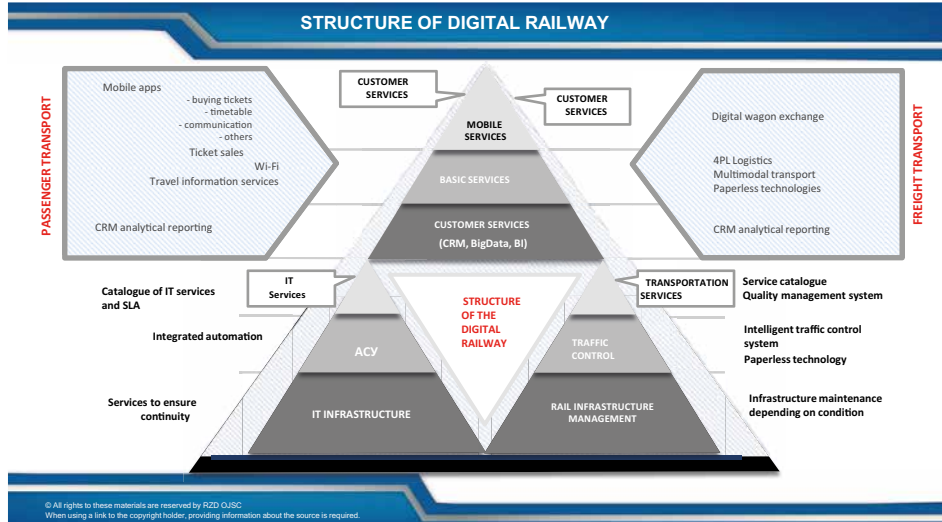 STRUCTURE OF DIGITAL RAILWAY
PASSENGER TRANSPORT
Mobile apps
- buying tickets
- timetable
- communication
- others
Ticket sales
Wi-Fi
Travel information services
CRM analytical reporting
CUSTOMER
SERVICES
CUSTOMER
SERVICES
MOBILE
SERVICES
BASIC SERVICES
CUSTOMER SERVICES
(CRM, BigData, BI)
Digital wagon exchange
4PL Logistics
Multimodal transport
Paperless technologies
CRM analytical reporting
FREIGHT TRANSPORT
Catalogue of IT services
and SLA
Integrated automation
Services to ensure
continuity
IT
Services
АСУ
IT INFRASTRUCTURE
STRUCTURE
OF THE
DIGITAL
RAILWAY
TRANSPORTATION
SERVICES
TRAFFIC
CONTROL
RAIL INFRASTRUCTURE
MANAGEMENT
Service catalogue
Quality management system
Intelligent traffic control
system
Paperless technology
Infrastructure maintenance
depending on condition
© All rights to these materials are reserved by RZD OJSC
When using a link to the copyright holder, providing information about the source is required.